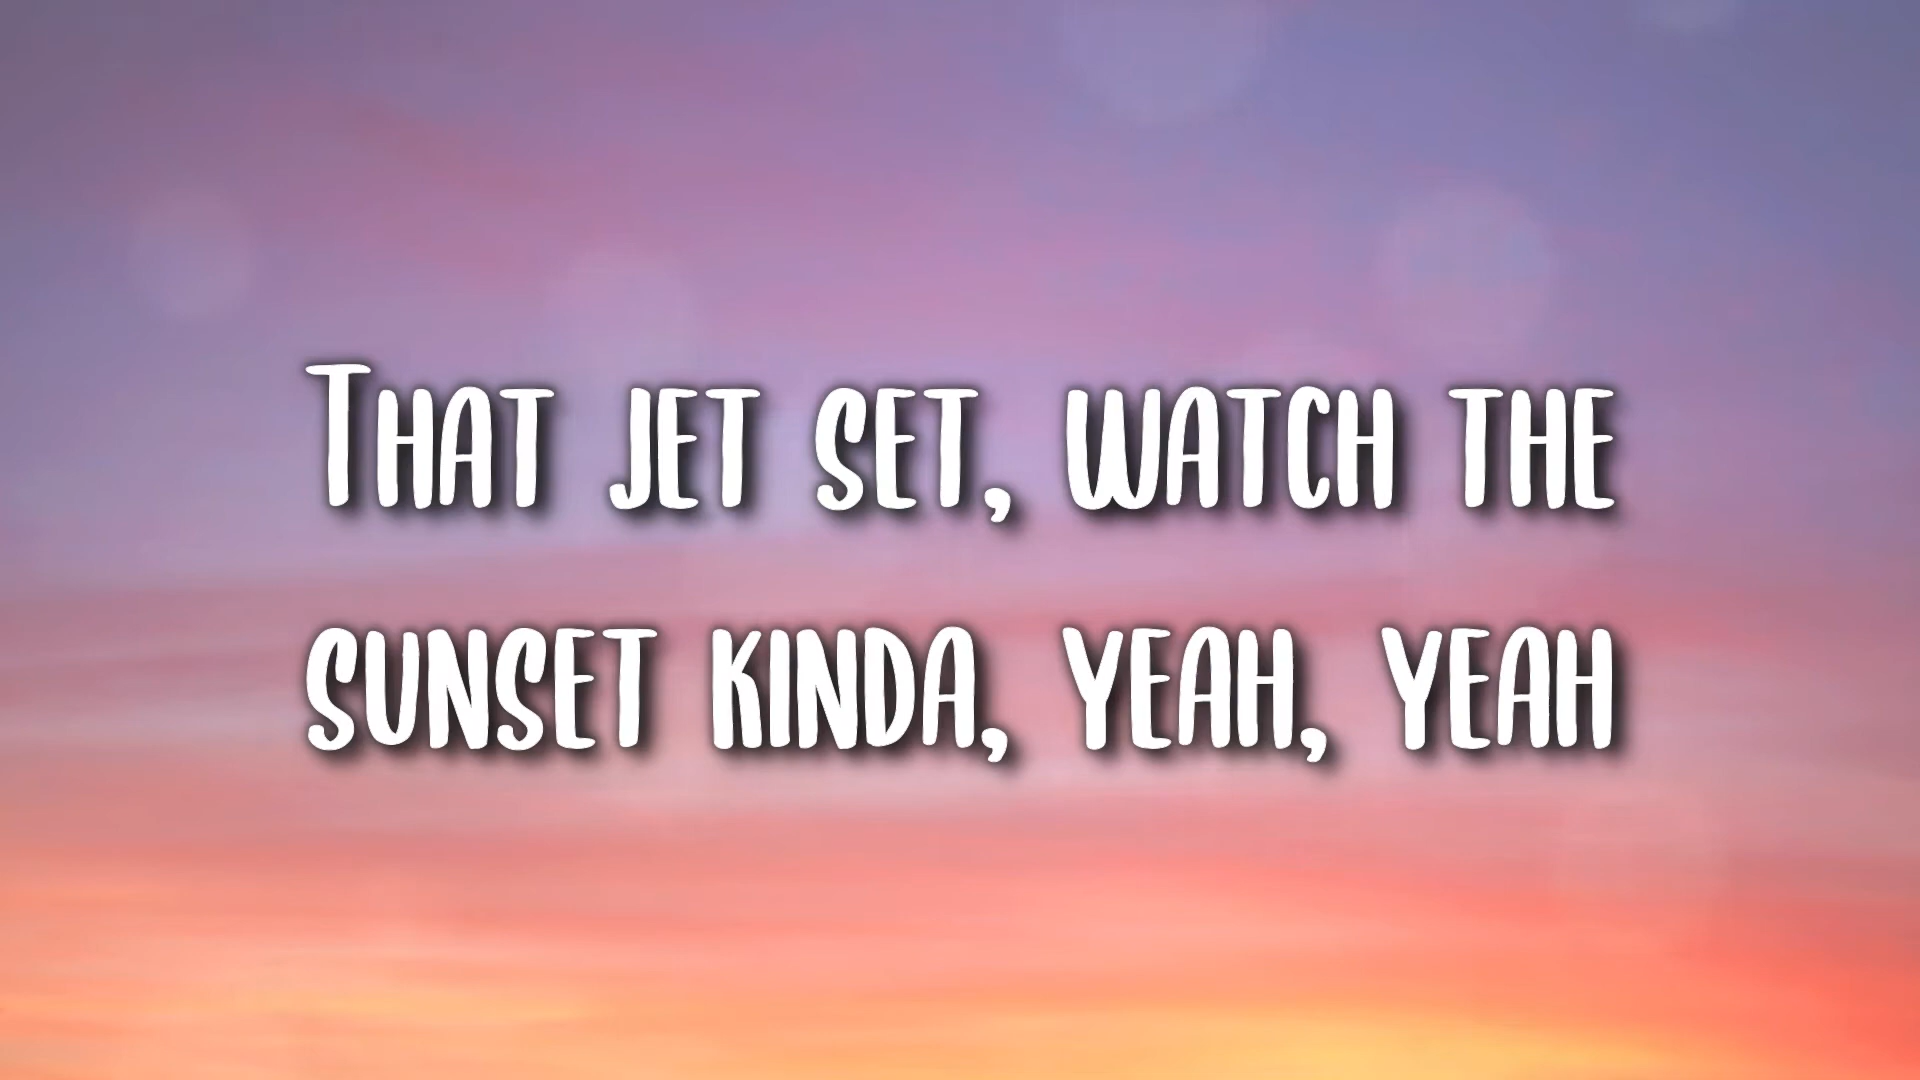 That jet set, watch the
sunset kinda, yeah, yeah